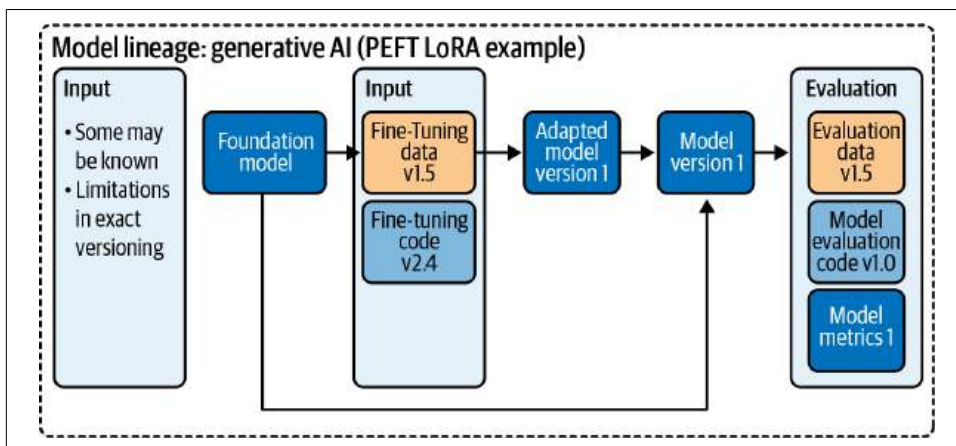 Model lineage: generative AI (PEFT LoRA example)
Input
• Some may
be known
• Limitations
in exact
versioning
Foundation
model
Input
Fine-Tuning
data
v1.5
Fine-tuning
code
v2.4
Adapted
model
version 1
Model
version 1
Evaluation
Evaluation
data
v1.5
Model
evaluation
code v1.0
Model
metrics 1